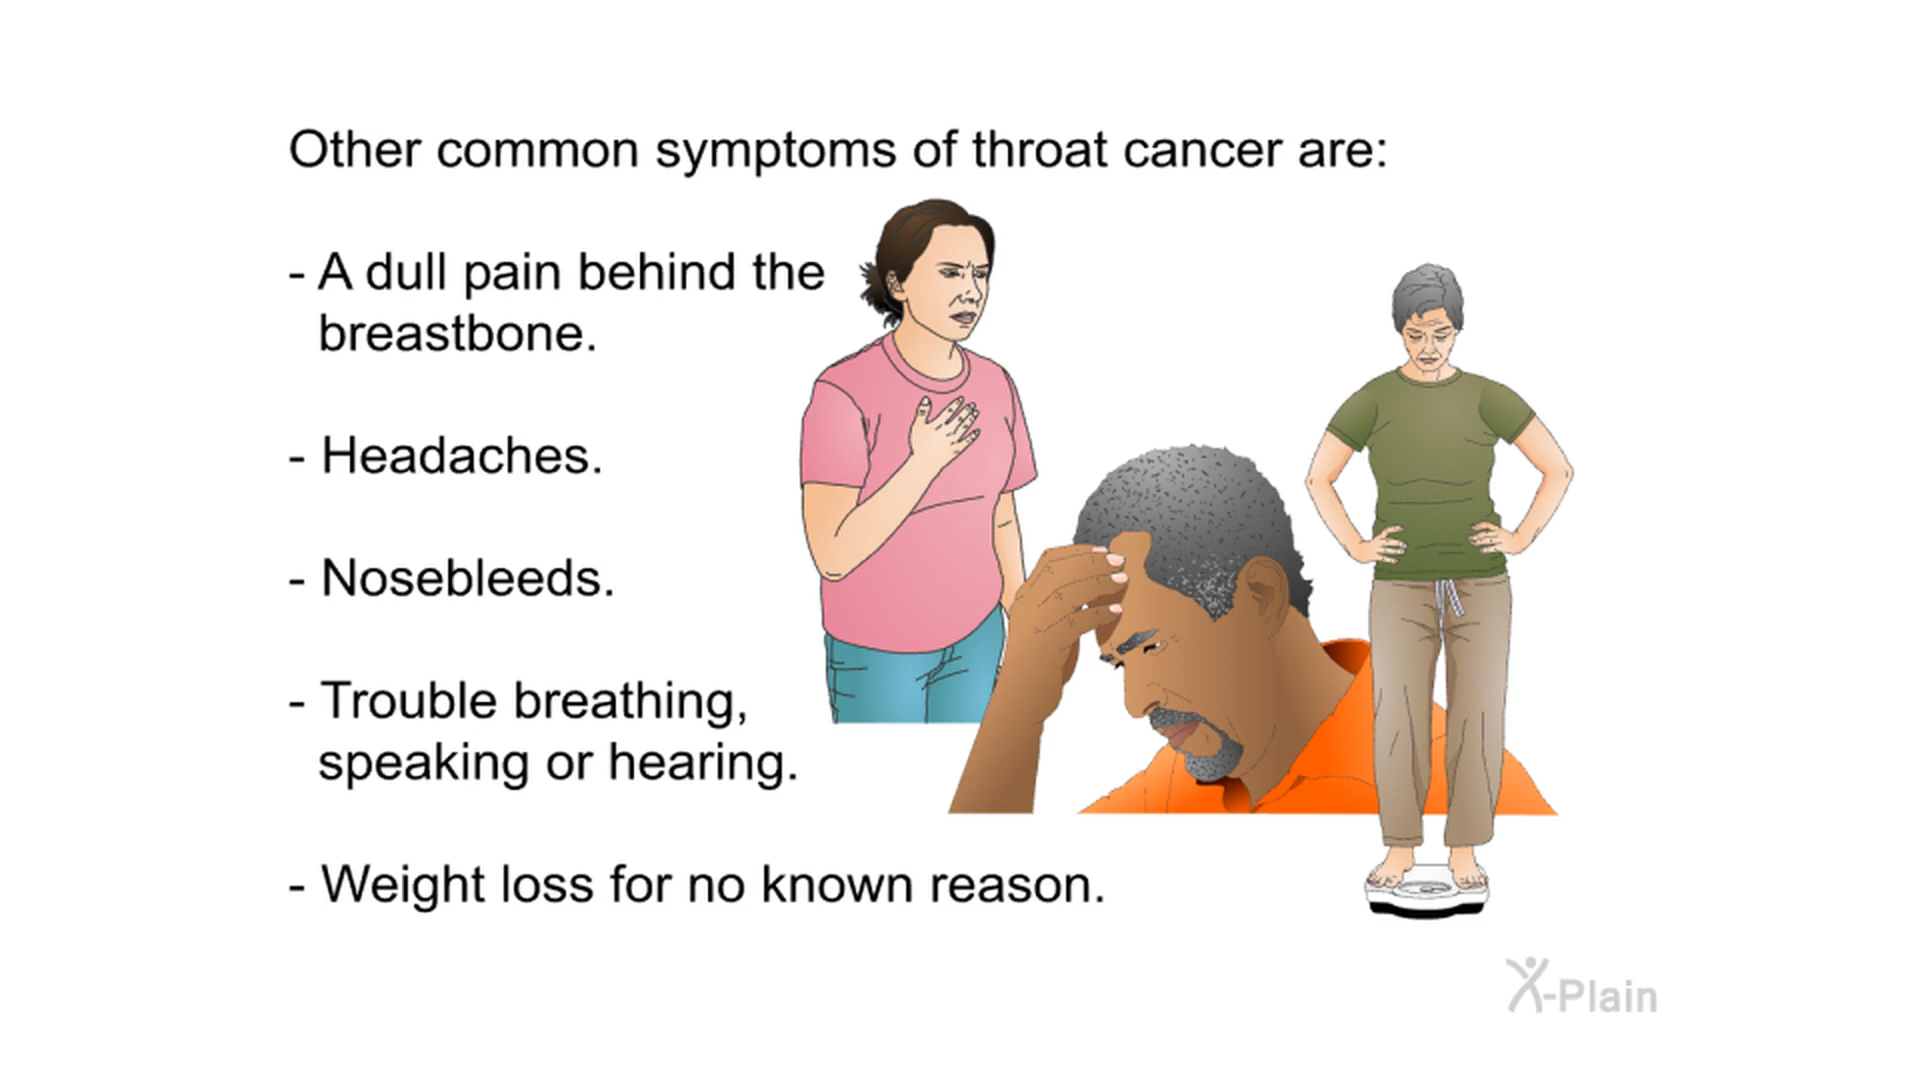 Other common symptoms of throat cancer are:
- A dull pain behind the
breastbone.
- Headaches.
- Nosebleeds.
- Trouble breathing,
speaking or hearing.
- Weight loss for no known reason.
X-Plain